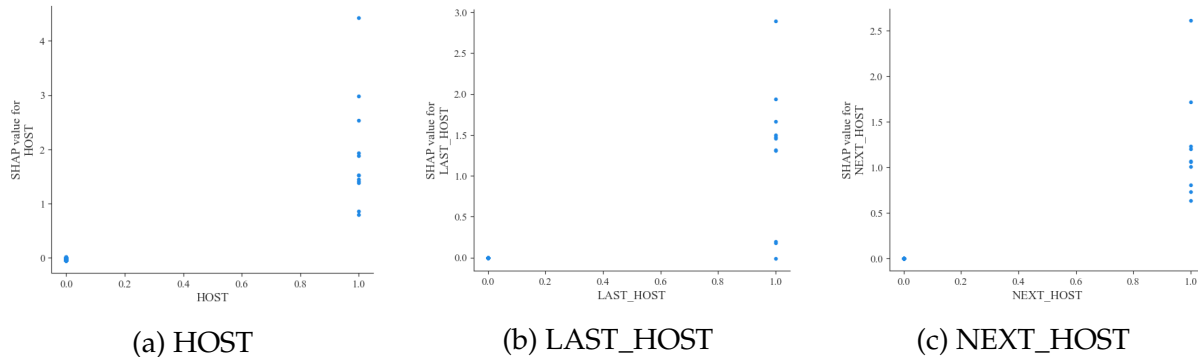 4
3
2
1
0
SHAP value for
HOST
0.0 0.2 0.4 0.6 0.8 1.0
HOST
(a) HOST
3.0
2.5
2.0
1.5
1.0
0.5
0.0
SHAP value for
LAST_HOST
0.0 0.2 0.4 0.6 0.8 1.0
LAST_HOST
(b) LAST_HOST
2.5
2.0
1.5
1.0
0.5
0.0
SHAP value for
NEXT_HOST
0.0 0.2 0.4 0.6 0.8 1.0
NEXT_HOST
(c) NEXT_HOST